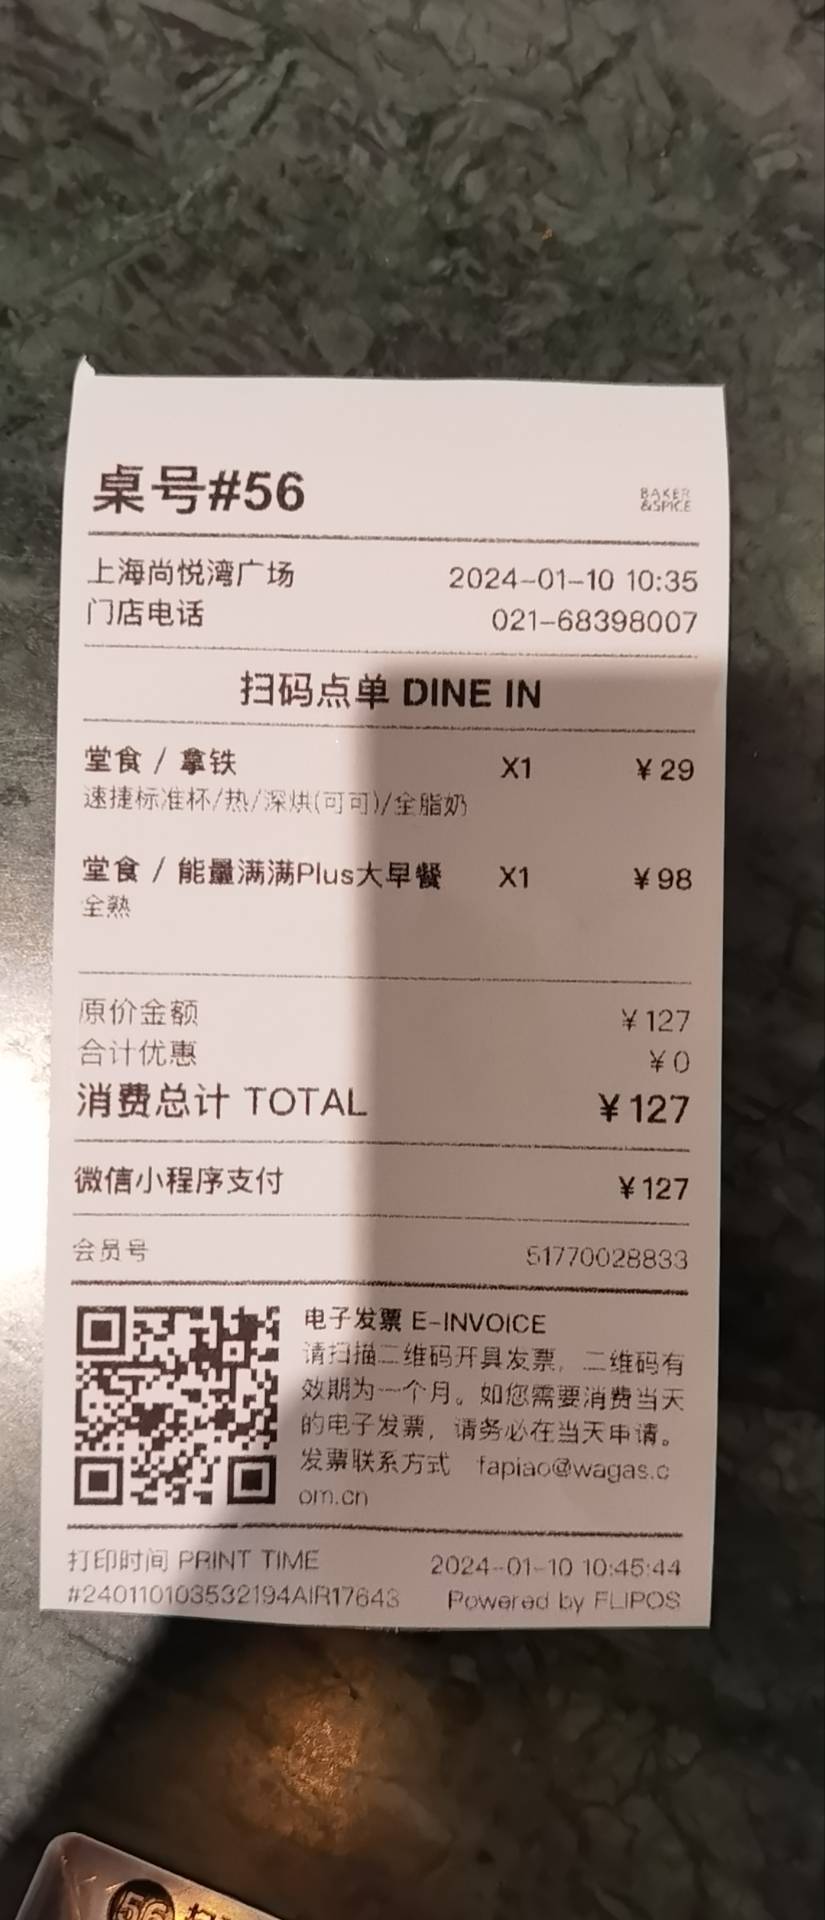 桌号#56
BAKER
&SPICE
上海尚悦湾广场 2024-01-10 10:35
门店电话 021-68398007
扫码点单 DINE IN
堂食 / 拿铁 X1 ¥29
速捷标准杯/热/深烘(可可)/全脂奶
堂食 / 能量满满Plus大早餐 X1 ¥98
全熟
原价金额 ¥127
合计优惠 ¥0
消费总计 TOTAL ¥127
微信小程序支付 ¥127
会员号 51770028833
电子发票 E-INVOICE
请扫描二维码开具发票，二维码有
效期为一个月。如您需要消费当天
的电子发票，请务必在当天申请。
发票联系方式 fapiao@wagas.c
om.cn
打印时间 PRINT TIME 2024-01-10 10:45:44
#240110103532194AIR17643 Powered by FLIPOS
56